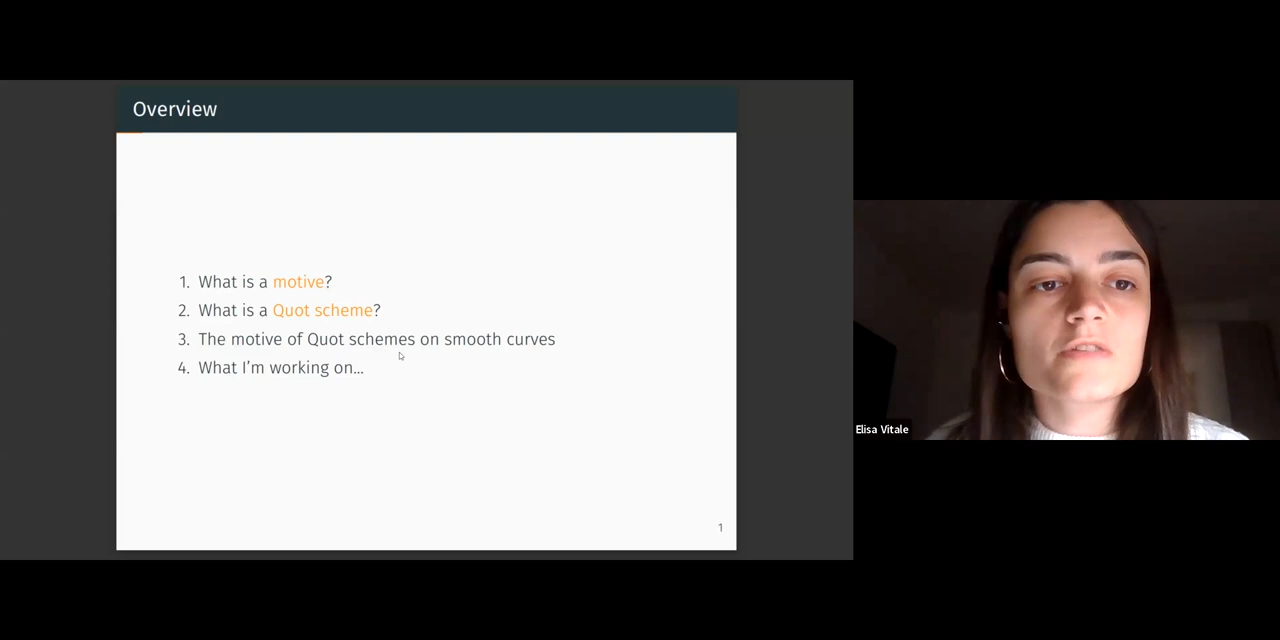 Overview
1. What is a motive?
2. What is a Quot scheme?
3. The motive of Quot schemes on smooth curves
4. What I'm working on...
1
Elisa Vitale